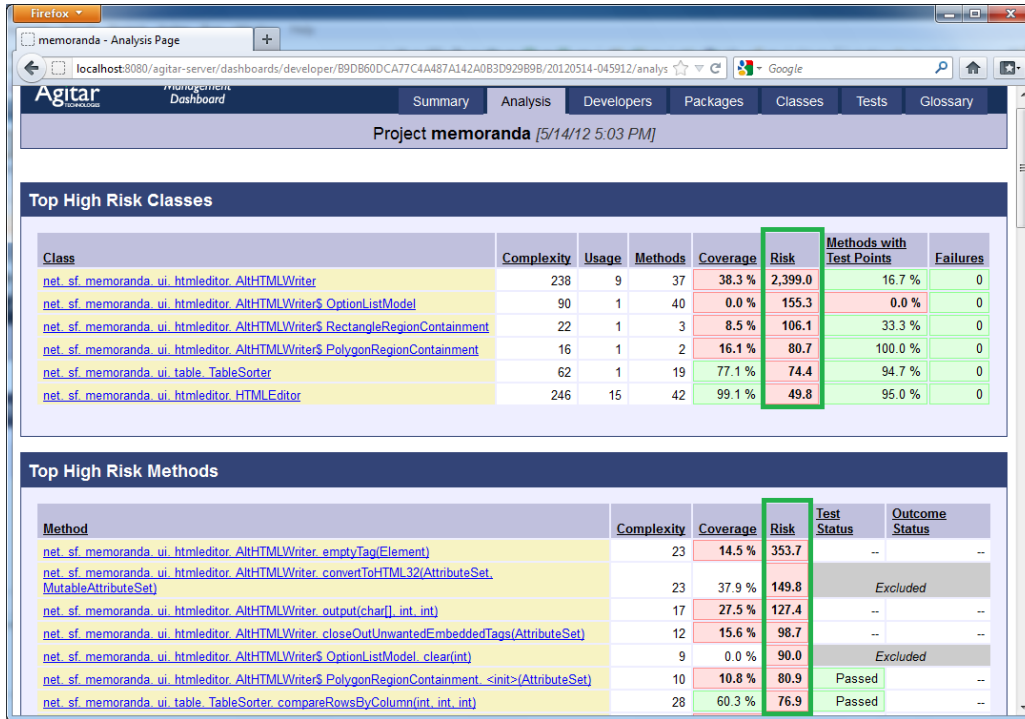 Firefox
memoranda - Analysis Page
localhost:8080/agitar-server/dashboards/developer/B9DB60DCA77C4A487A142A0B3D929B9B/20120514-045912/analys
Google
Agitar
TECHNOLOGIES
Management
Dashboard
Summary Analysis Developers Packages Classes Tests Glossary
Project memoranda [5/14/12 5:03 PM]
Top High Risk Classes
Class Complexity Usage Methods Coverage Risk Methods with Test Points Failures
net. sf. memoranda. ui. htmleditor. AltHTMLWriter 238 9 37 38.3 % 2,399.0 16.7 % 0
net. sf. memoranda. ui. htmleditor. AltHTMLWriter$ OptionListModel 90 1 40 0.0 % 155.3 0.0 % 0
net. sf. memoranda. ui. htmleditor. AltHTMLWriter$ RectangleRegionContainment 22 1 3 8.5 % 106.1 33.3 % 0
net. sf. memoranda. ui. htmleditor. AltHTMLWriter$ PolygonRegionContainment 16 1 2 16.1 % 80.7 100.0 % 0
net. sf. memoranda. ui. table. TableSorter 62 1 19 77.1 % 74.4 94.7 % 0
net. sf. memoranda. ui. htmleditor. HTMLEditor 246 15 42 99.1 % 49.8 95.0 % 0
Top High Risk Methods
Method Complexity Coverage Risk Test Status Outcome Status
net. sf. memoranda. ui. htmleditor. AltHTMLWriter. emptyTag(Element) 23 14.5 % 353.7 -- --
net. sf. memoranda. ui. htmleditor. AltHTMLWriter. convertToHTML32(AttributeSet,
MutableAttributeSet) 23 37.9 % 149.8 Excluded
net. sf. memoranda. ui. htmleditor. AltHTMLWriter. output(char[], int, int) 17 27.5 % 127.4 -- --
net. sf. memoranda. ui. htmleditor. AltHTMLWriter. closeOutUnwantedEmbeddedTags(AttributeSet) 12 15.6 % 98.7 -- --
net. sf. memoranda. ui. htmleditor. AltHTMLWriter$ OptionListModel. clear(int) 9 0.0 % 90.0 Excluded
net. sf. memoranda. ui. htmleditor. AltHTMLWriter$ PolygonRegionContainment. <init>(AttributeSet) 10 10.8 % 80.9 Passed --
net. sf. memoranda. ui. table. TableSorter. compareRowsByColumn(int, int, int) 28 60.3 % 76.9 Passed --